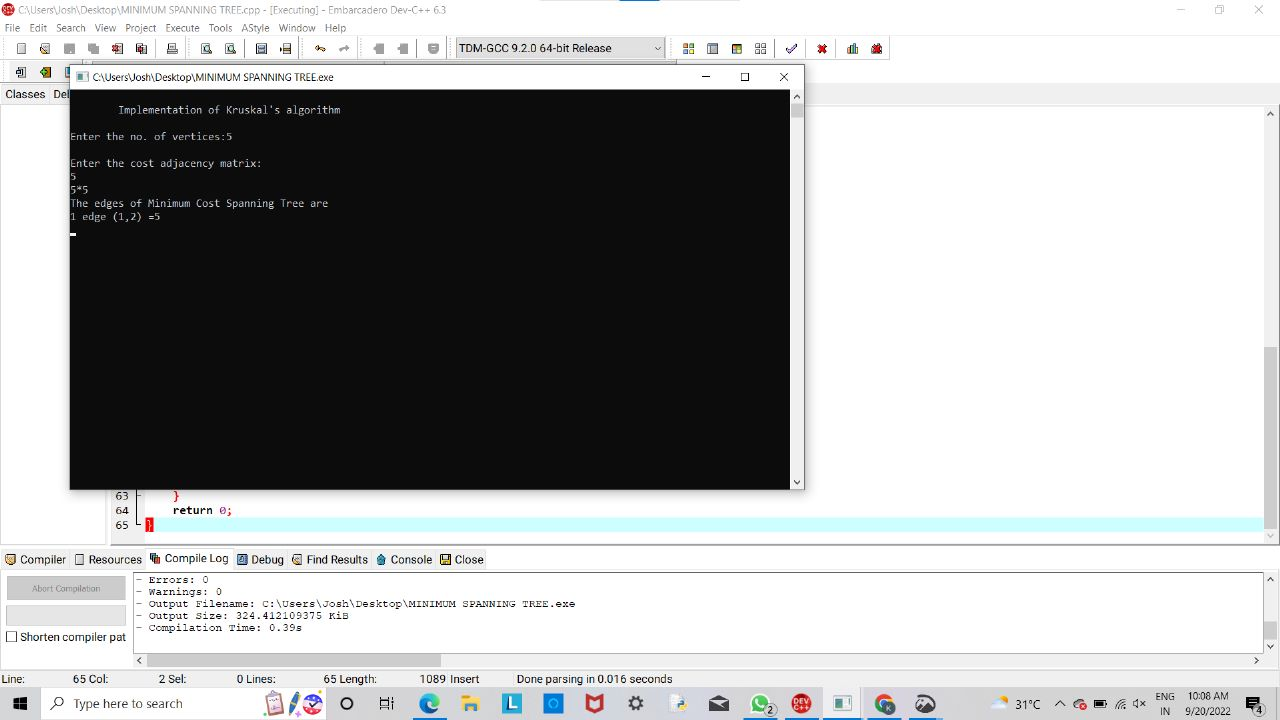 C:\Users\Josh\Desktop\MINIMUM SPANNING TREE.cpp - [Executing] - Embarcadero Dev-C++ 6.3
File Edit Search View Project Execute Tools AStyle Window Help
TDM-GCC 9.2.0 64-bit Release
C:\Users\Josh\Desktop\MINIMUM SPANNING TREE.exe
Classes
Implementation of Kruskal's algorithm
Enter the no. of vertices:5
Enter the cost adjacency matrix:
5
5*5
The edges of Minimum Cost Spanning Tree are
1 edge (1,2) =5
63 }
64 return 0;
65 }
Compiler Resources Compile Log Debug Find Results Console Close
Abort Compilation
Shorten compiler pat
- Errors: 0
- Warnings: 0
- Output Filename: C:\Users\Josh\Desktop\MINIMUM SPANNING TREE.exe
- Output Size: 324.412109375 KiB
- Compilation Time: 0.39s
Line: 65 Col: 2 Sel: 0 Lines: 65 Length: 1089 Insert Done parsing in 0.016 seconds
Type here to search
L
2
DEV C++
K
31°C
ENG
IN
10:08 AM
9/20/2022
4